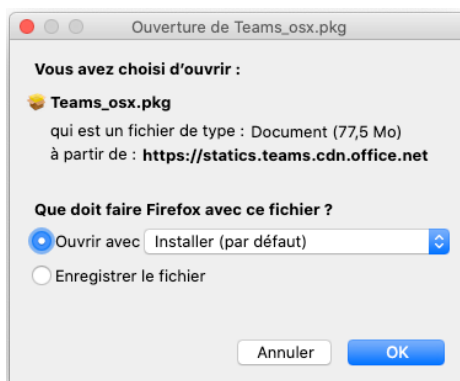 Ouverture de Teams_osx.pkg
Vous avez choisi d’ouvrir :
Teams_osx.pkg
qui est un fichier de type : Document (77,5 Mo)
à partir de : https://statics.teams.cdn.office.net
Que doit faire Firefox avec ce fichier ?
Ouvrir avec Installer (par défaut)
Enregistrer le fichier
Annuler OK